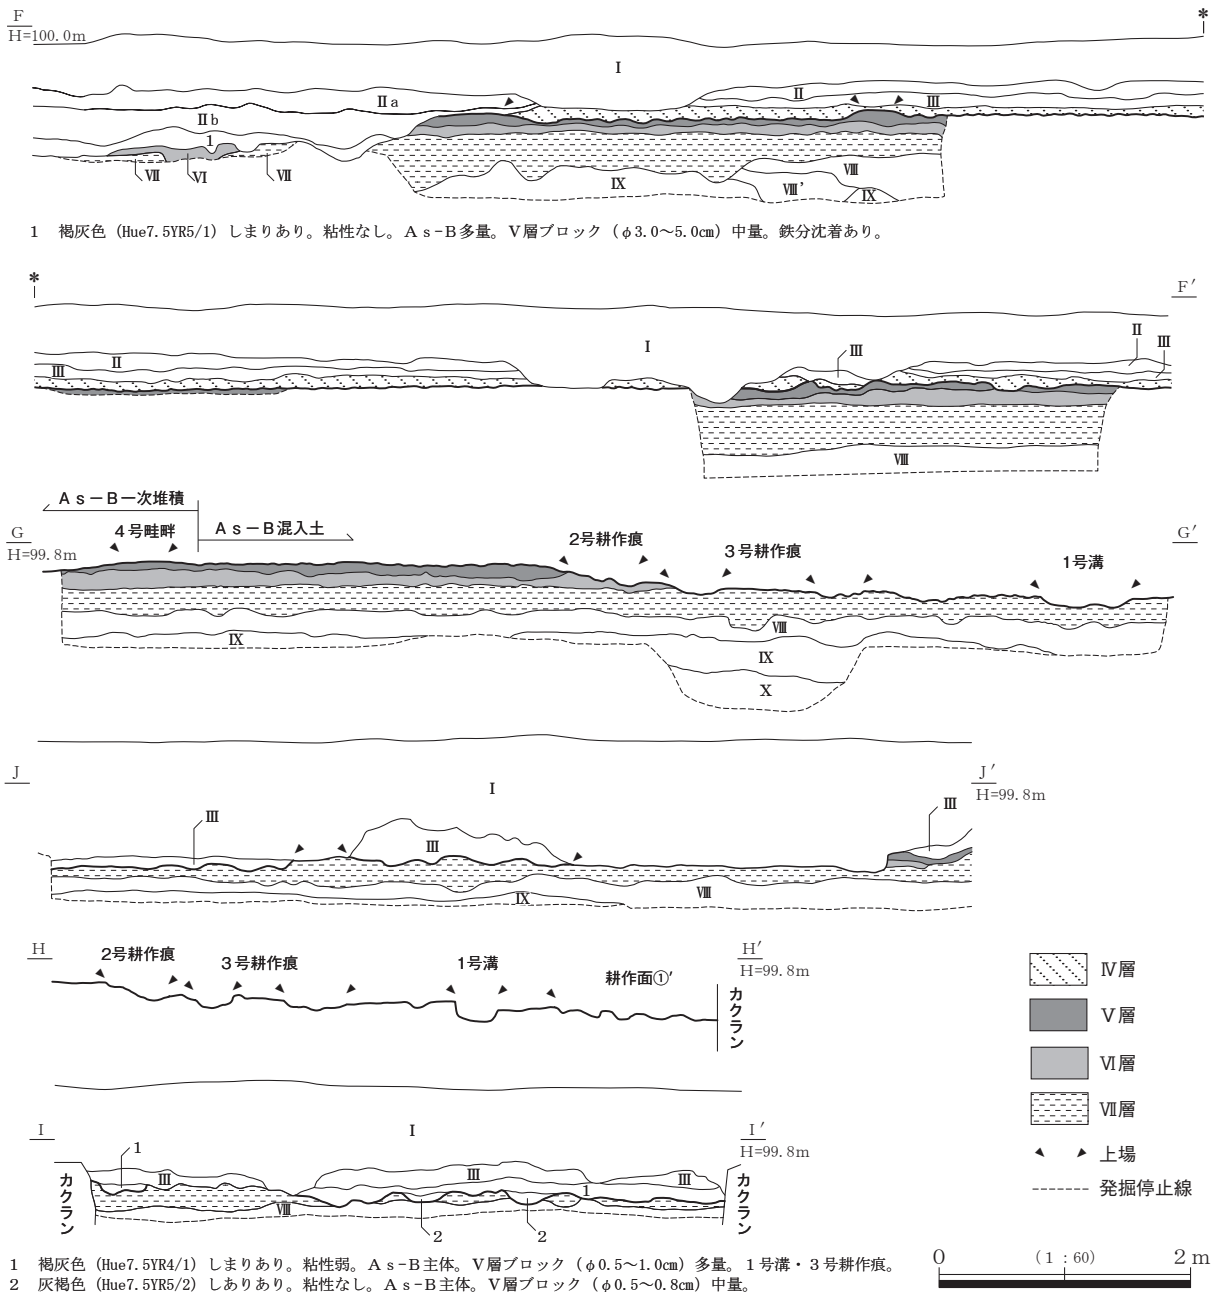 F
H=100.0m
*
Ⅰ
Ⅱa
Ⅱ
Ⅲ
Ⅱb
1
Ⅶ
Ⅵ
Ⅶ
Ⅸ
Ⅷ
Ⅷ'
Ⅸ
1 褐灰色（Hue7.5YR5/1）しまりあり。粘性なし。Ａｓ-Ｂ多量。Ⅴ層ブロック（φ3.0～5.0㎝）中量。鉄分沈着あり。
*
F′
Ⅰ
Ⅱ
Ⅲ
Ⅲ
Ⅱ
Ⅲ
Ⅷ
Ａｓ－Ｂ一次堆積
Ａｓ－Ｂ混入土
4号畦畔
2号耕作痕
3号耕作痕
1号溝
G
H=99.8m
G′
Ⅷ
Ⅸ
Ⅸ
Ⅹ
J
J′
H=99.8m
Ⅰ
Ⅲ
Ⅲ
Ⅲ
Ⅸ
Ⅷ
H
H′
H=99.8m
2号耕作痕
3号耕作痕
1号溝
耕作面①′
カクラン
Ⅳ層
Ⅴ層
Ⅵ層
Ⅶ層
上場
発掘停止線
I
I′
H=99.8m
Ⅰ
1
Ⅲ
Ⅲ
Ⅲ
1
Ⅷ
2
2
カクラン
カクラン
1 褐灰色（Hue7.5YR4/1）しまりあり。粘性弱。Ａｓ-Ｂ主体。Ⅴ層ブロック（φ0.5～1.0㎝）多量。1号溝・3号耕作痕。
2 灰褐色（Hue7.5YR5/2）しありあり。粘性なし。Ａｓ-Ｂ主体。Ⅴ層ブロック（φ0.5～0.8㎝）中量。
0 （1：60） 2m